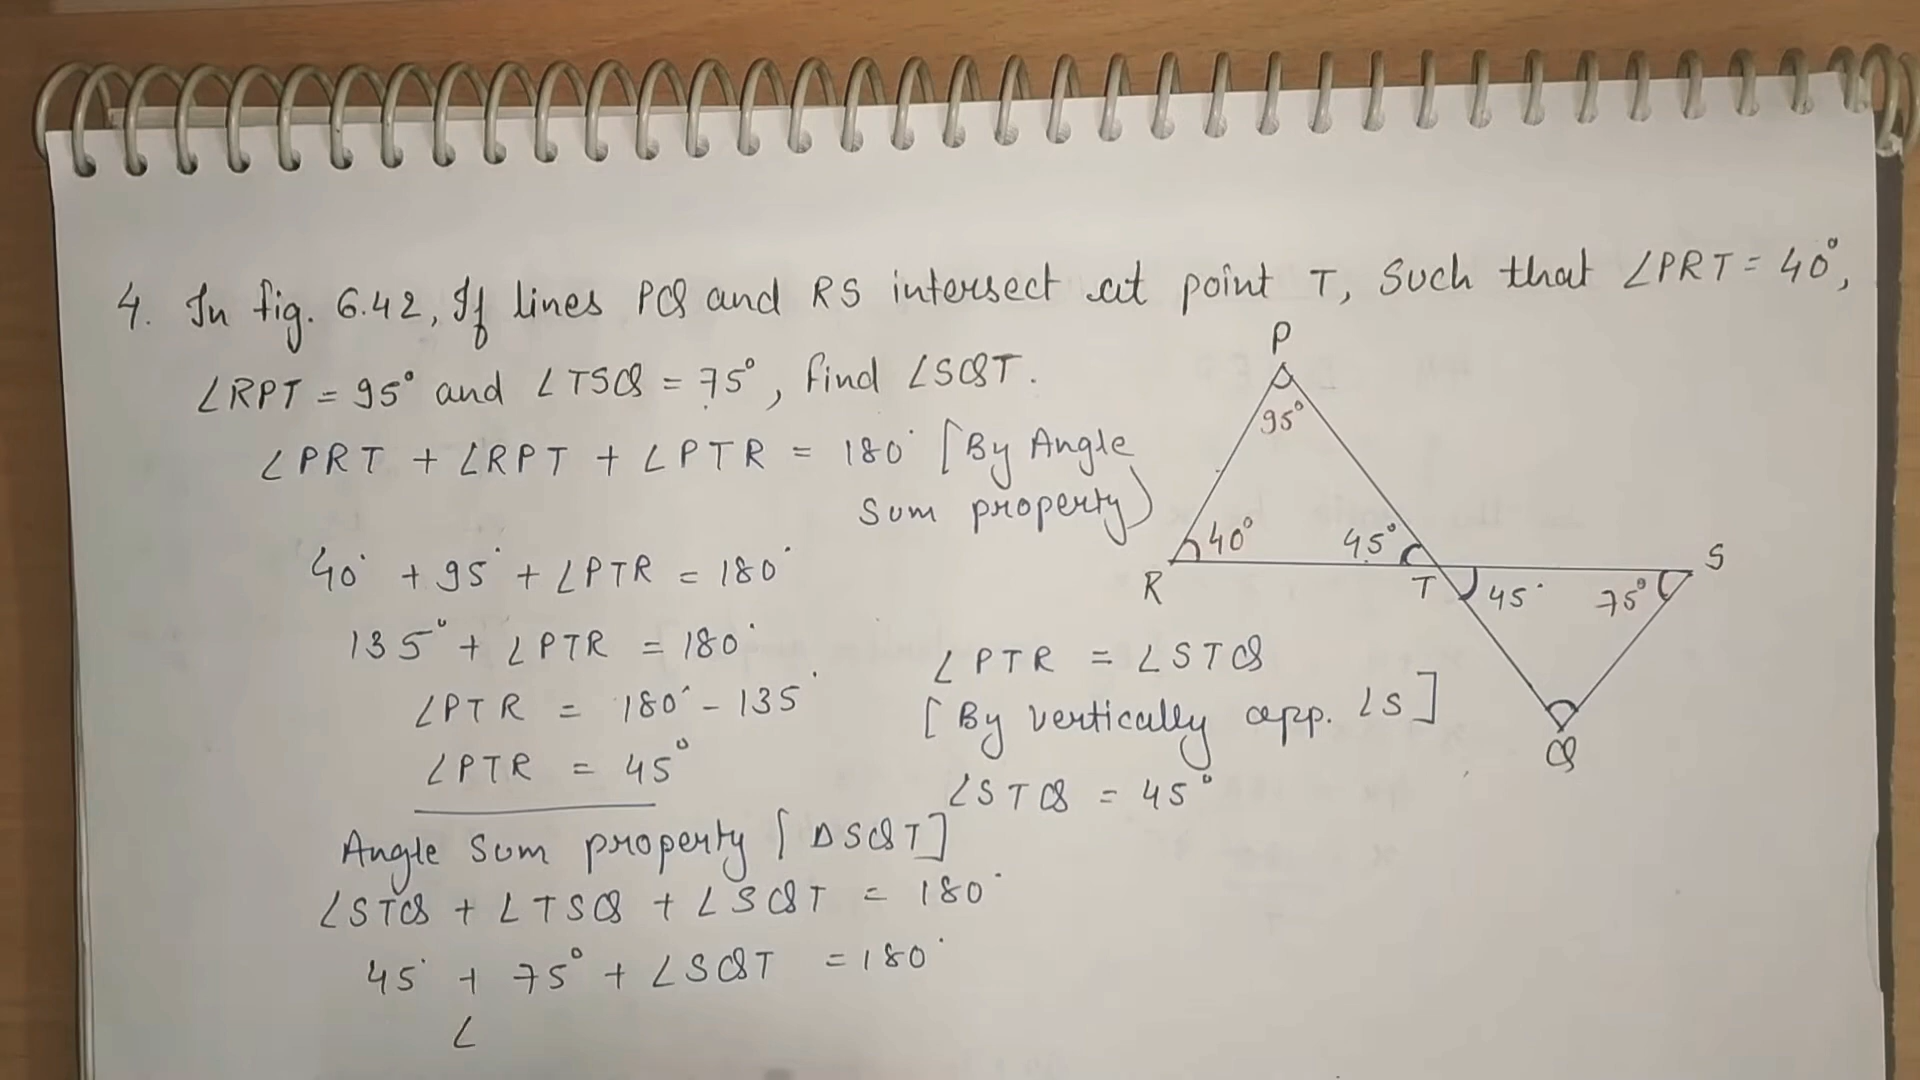 4. In fig. 6.42, If lines PQ and RS intersect at point T, Such that ∠PRT = 40°,
∠RPT = 95° and ∠TSQ = 75°, find ∠SQT.
∠PRT + ∠RPT + ∠PTR = 180° [By Angle
Sum property)
40° + 95° + ∠PTR = 180°
135° + ∠PTR = 180°
∠PTR = 180° - 135°
∠PTR = 45°
∠PTR = ∠STQ
[By vertically opp. ∠S]
∠STQ = 45°
Angle Sum property [ΔSQT]
∠STQ + ∠TSQ + ∠SQT = 180°
45° + 75° + ∠SQT = 180°
∠
P
95°
40°
45°
R
T
45°
75°
S
Q